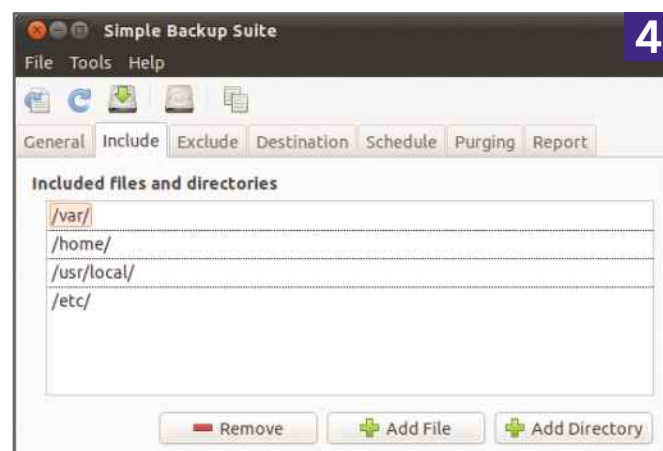 Simple Backup Suite
4
File Tools Help
General Include Exclude Destination Schedule Purging Report
Included files and directories
/var/
/home/
/usr/local/
/etc/
Remove Add File Add Directory